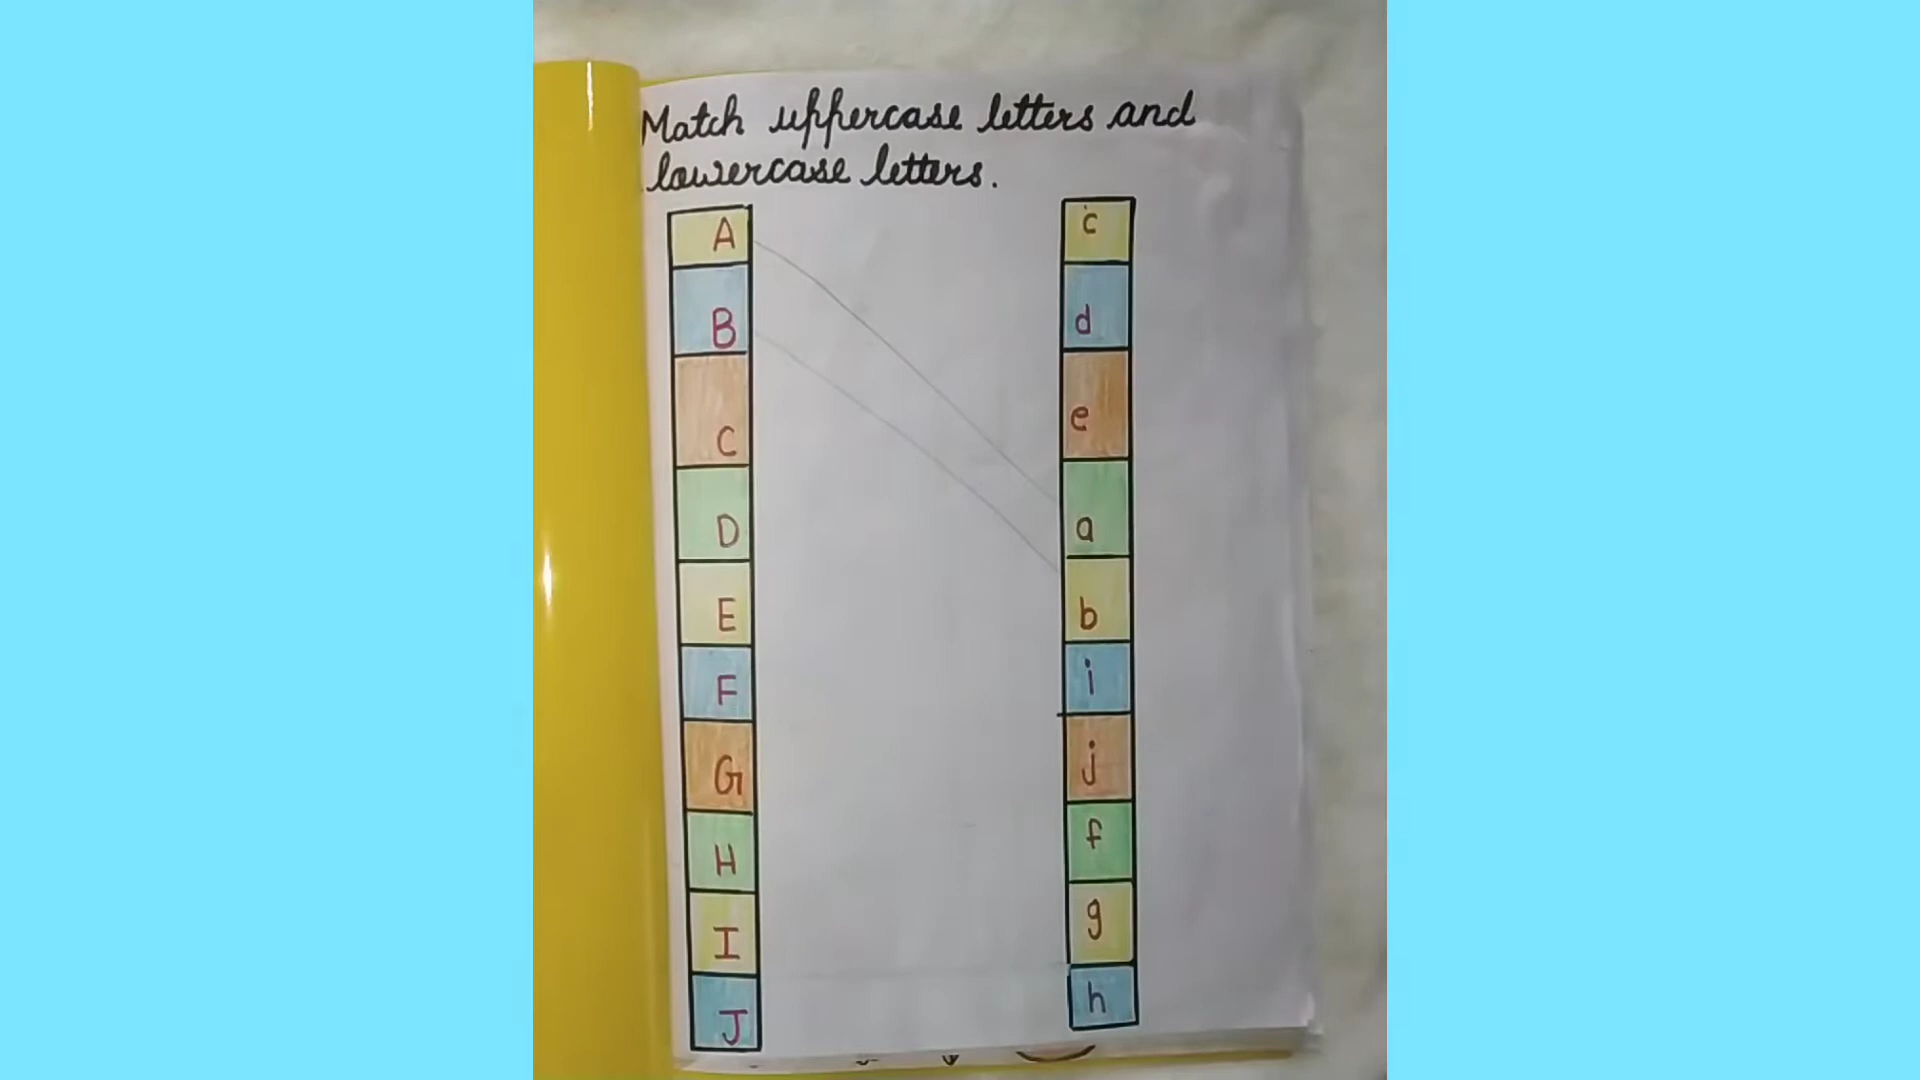 Match uppercase letters and
lowercase letters.
A c
B d
C e
D a
E b
F i
G j
H f
I g
J h